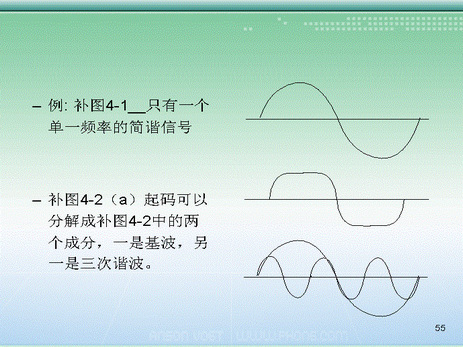 – 例: 补图4-1__只有一个
单一频率的简谐信号
– 补图4-2（a）起码可以
分解成补图4-2中的两
个成分，一是基波，另
一是三次谐波。
55